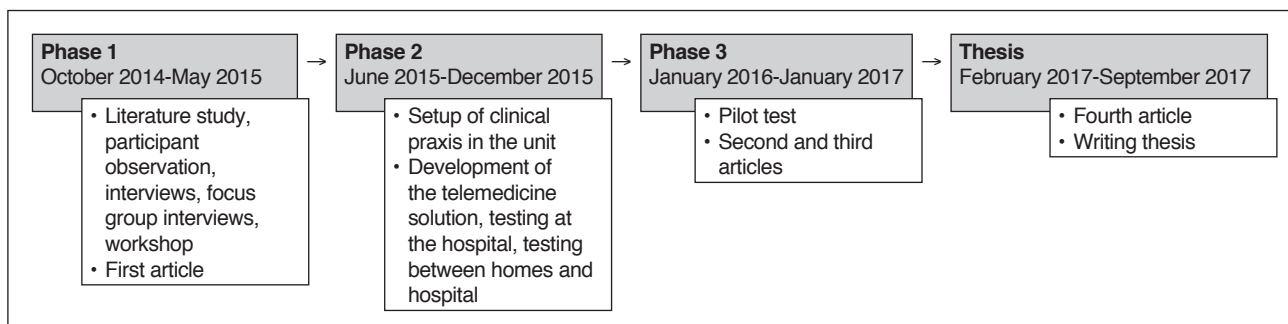 Phase 1
October 2014-May 2015
• Literature study,
participant
observation,
interviews, focus
group interviews,
workshop
• First article
→
Phase 2
June 2015-December 2015
• Setup of clinical
praxis in the unit
• Development of
the telemedicine
solution, testing at
the hospital, testing
between homes and
hospital
→
Phase 3
January 2016-January 2017
• Pilot test
• Second and third
articles
→
Thesis
February 2017-September 2017
• Fourth article
• Writing thesis